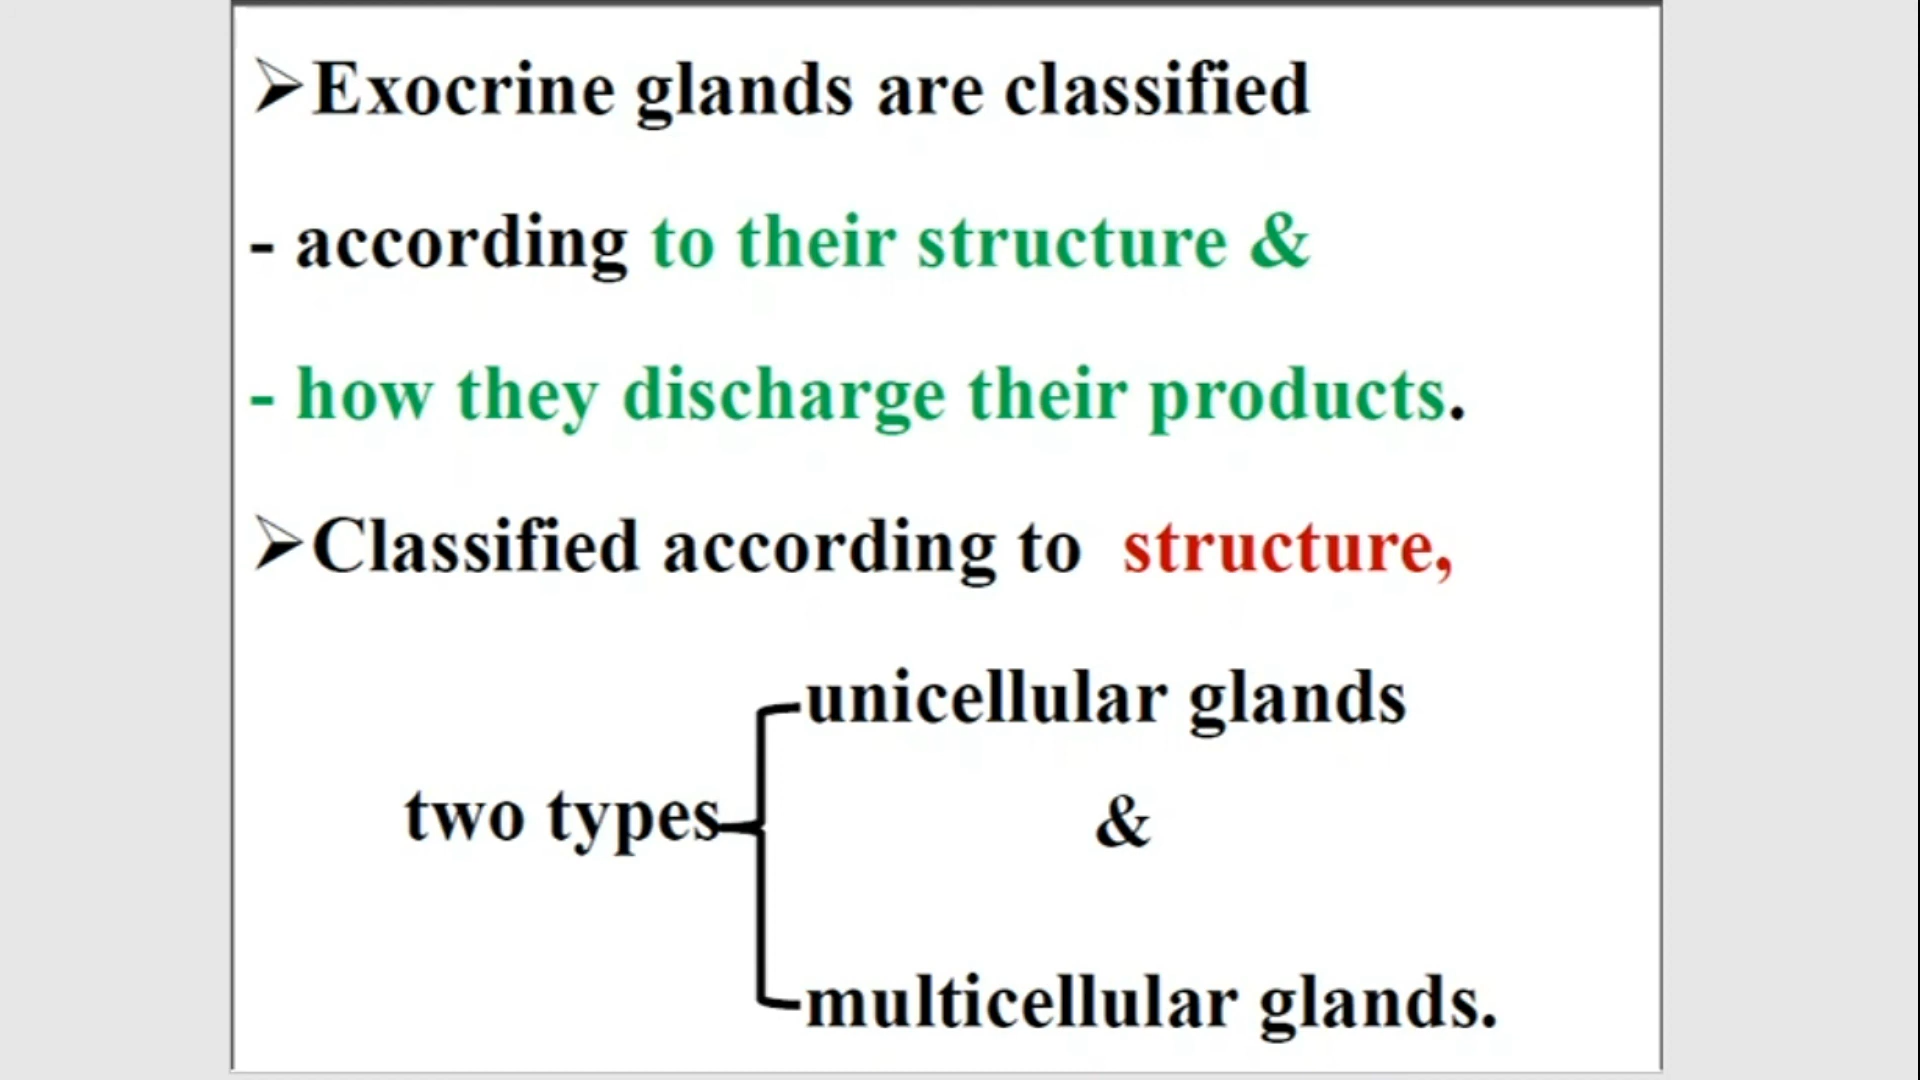 ➢Exocrine glands are classified
- according to their structure &
- how they discharge their products.
➢Classified according to structure,
unicellular glands
two types
&
multicellular glands.